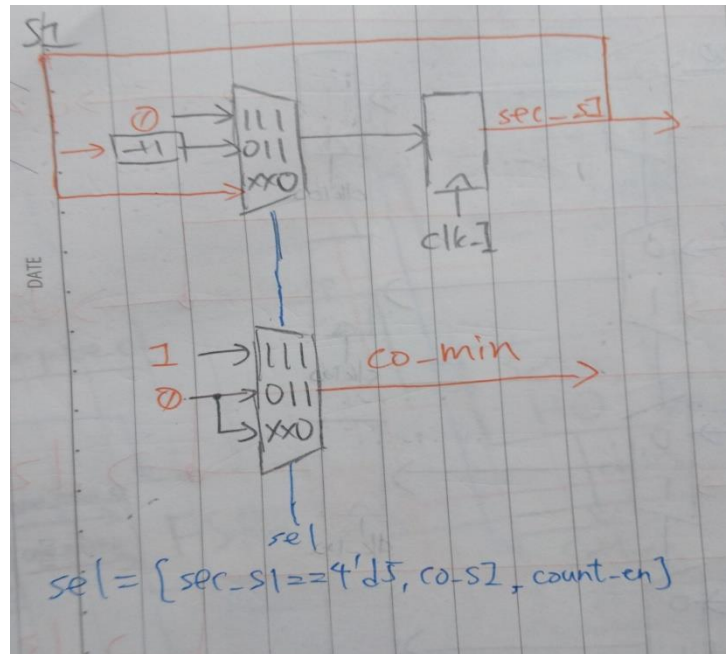 S1
0
111
+1
011
xx0
sec_s1
clk_1
DATE
1
111
co_min
0
011
xx0
sel
sel = [sec_s1==4'd5, co_s1, count_en]